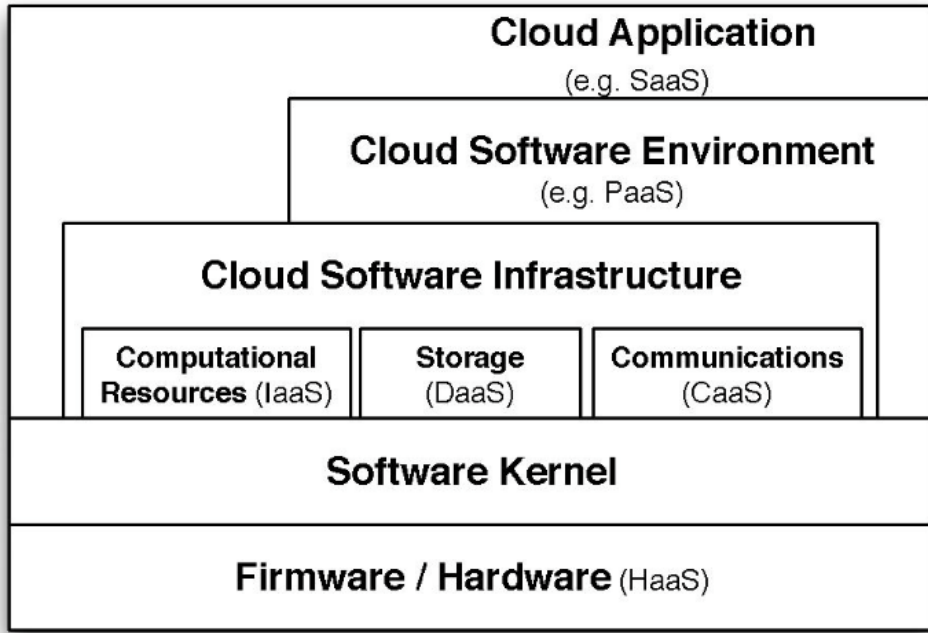 Cloud Application
(e.g. SaaS)
Cloud Software Environment
(e.g. PaaS)
Cloud Software Infrastructure
Computational
Resources (IaaS)
Storage
(DaaS)
Communications
(CaaS)
Software Kernel
Firmware / Hardware (HaaS)